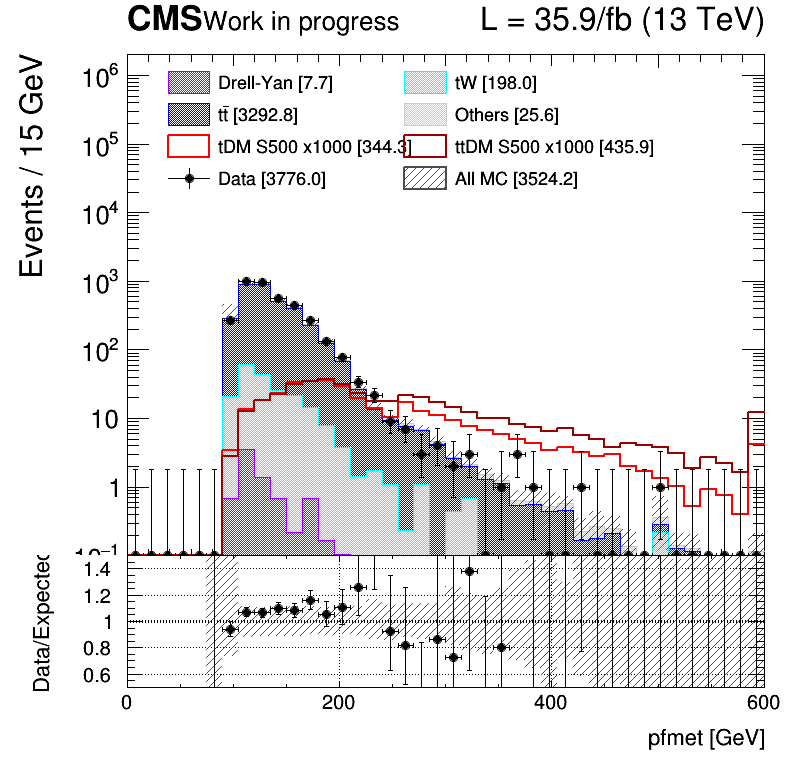 CMS Work in progress L = 35.9/fb (13 TeV)
Events / 15 GeV
10⁶
10⁵
10⁴
10³
10²
10
1
10⁻¹
Drell-Yan [7.7] tW [198.0]
tt̄ [3292.8] Others [25.6]
tDM S500 x1000 [344.3] ttDM S500 x1000 [435.9]
Data [3776.0] All MC [3524.2]
Data/Expected
1.4
1.2
1
0.8
0.6
0 200 400 600
pfmet [GeV]